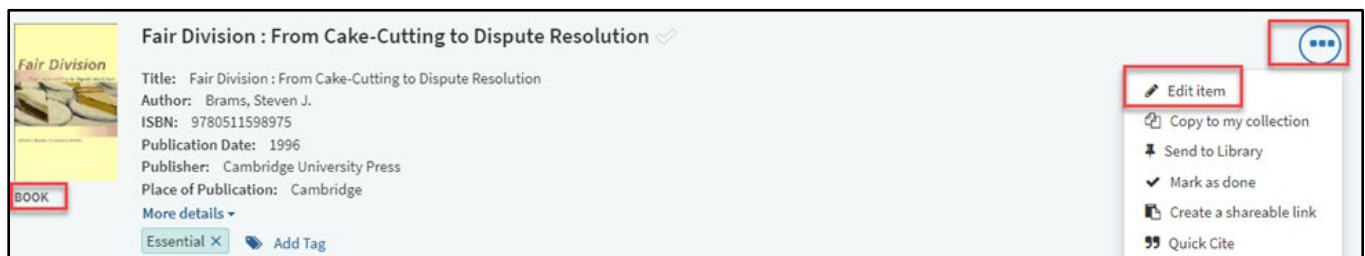 Fair Division : From Cake-Cutting to Dispute Resolution
Fair Division
Title: Fair Division : From Cake-Cutting to Dispute Resolution
Author: Brams, Steven J.
ISBN: 9780511598975
Publication Date: 1996
Publisher: Cambridge University Press
Place of Publication: Cambridge
BOOK
More details
Essential ×
Add Tag
Edit item
Copy to my collection
Send to Library
Mark as done
Create a shareable link
Quick Cite